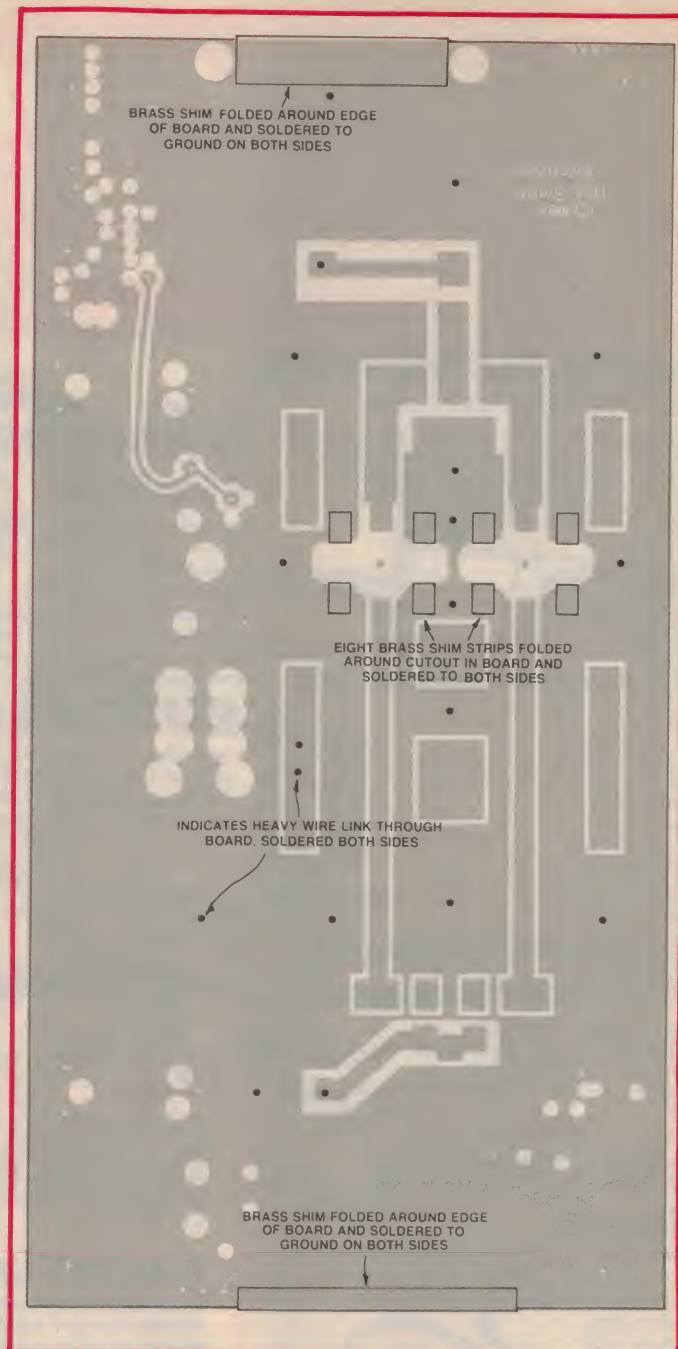 BRASS SHIM FOLDED AROUND EDGE
OF BOARD AND SOLDERED TO
GROUND ON BOTH SIDES
EIGHT BRASS SHIM STRIPS FOLDED
AROUND CUTOUT IN BOARD AND
SOLDERED TO BOTH SIDES
INDICATES HEAVY WIRE LINK THROUGH
BOARD, SOLDERED BOTH SIDES
BRASS SHIM FOLDED AROUND EDGE
OF BOARD AND SOLDERED TO
GROUND ON BOTH SIDES